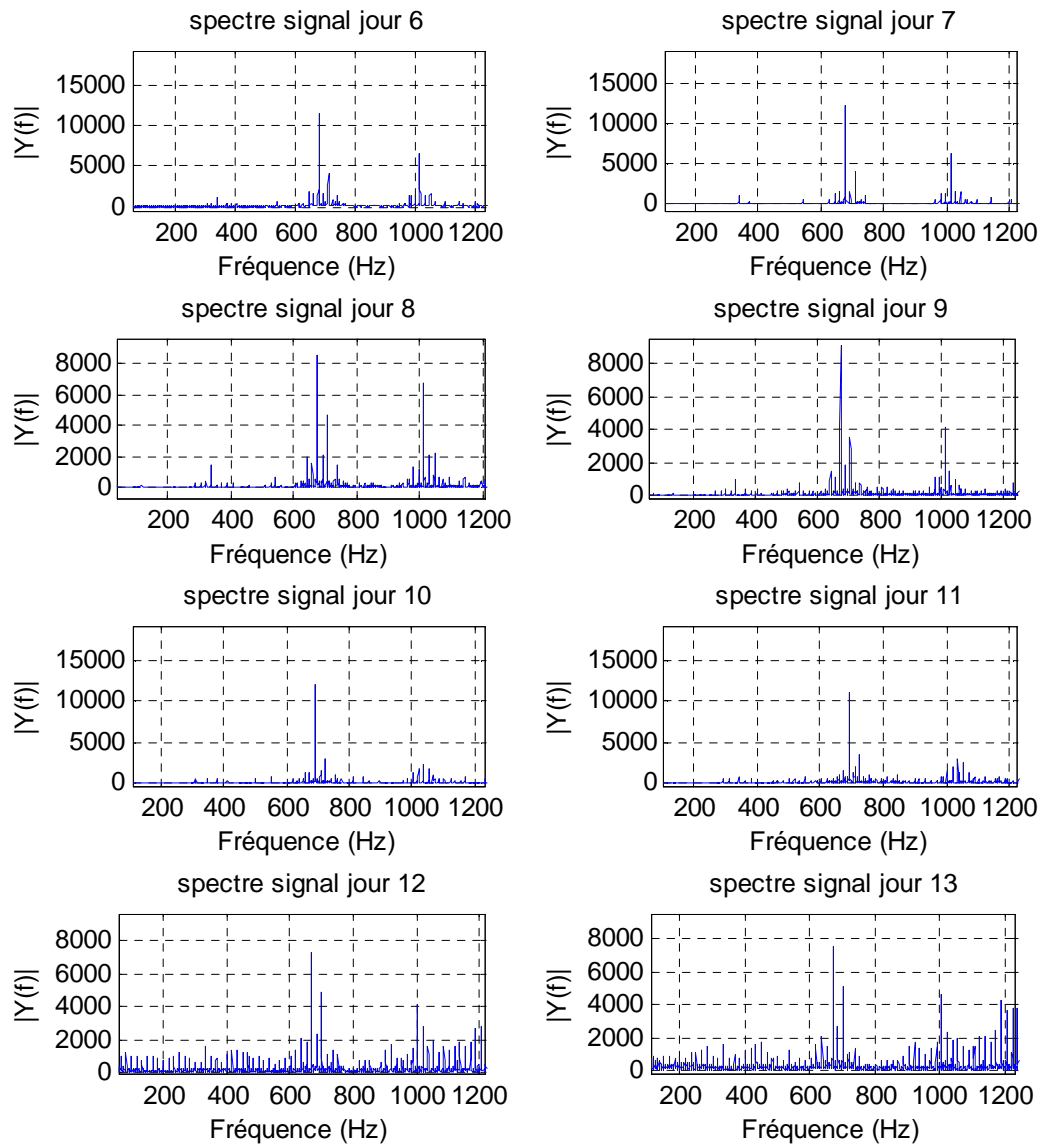 spectre signal jour 6
|Y(f)|
15000
10000
5000
0
200 400 600 800 1000 1200
Fréquence (Hz)
spectre signal jour 7
|Y(f)|
15000
10000
5000
0
200 400 600 800 1000 1200
Fréquence (Hz)
spectre signal jour 8
|Y(f)|
8000
6000
4000
2000
0
200 400 600 800 1000 1200
Fréquence (Hz)
spectre signal jour 9
|Y(f)|
8000
6000
4000
2000
0
200 400 600 800 1000 1200
Fréquence (Hz)
spectre signal jour 10
|Y(f)|
15000
10000
5000
0
200 400 600 800 1000 1200
Fréquence (Hz)
spectre signal jour 11
|Y(f)|
15000
10000
5000
0
200 400 600 800 1000 1200
Fréquence (Hz)
spectre signal jour 12
|Y(f)|
8000
6000
4000
2000
0
200 400 600 800 1000 1200
Fréquence (Hz)
spectre signal jour 13
|Y(f)|
8000
6000
4000
2000
0
200 400 600 800 1000 1200
Fréquence (Hz)